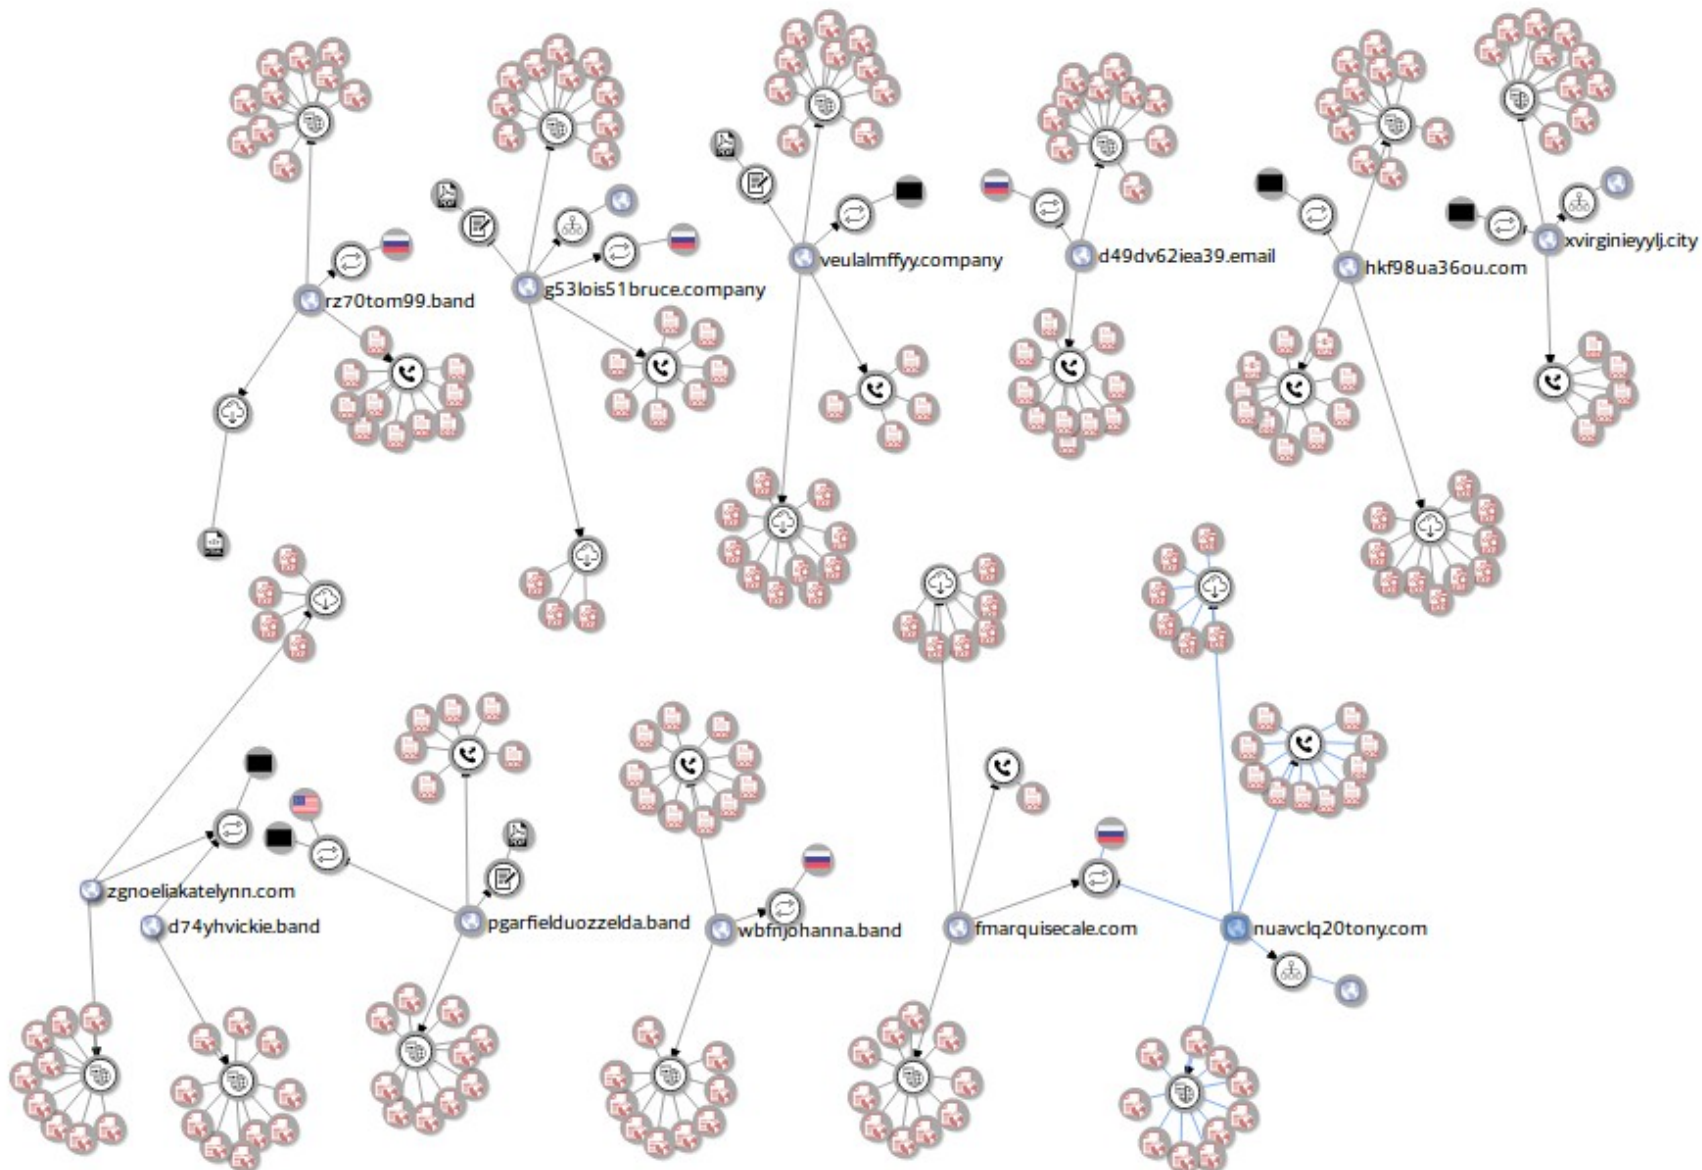 rz70tom99.band
g53lois51bruce.company
veulalmffyy.company
d49dv62iea39.email
hkf98ua36ou.com
xvirginieyylj.city
zgnoeliakatelynn.com
d74yhvickie.band
pgarfielduozzelda.band
wbfnjohanna.band
fmarquisecale.com
nuavclq20tony.com